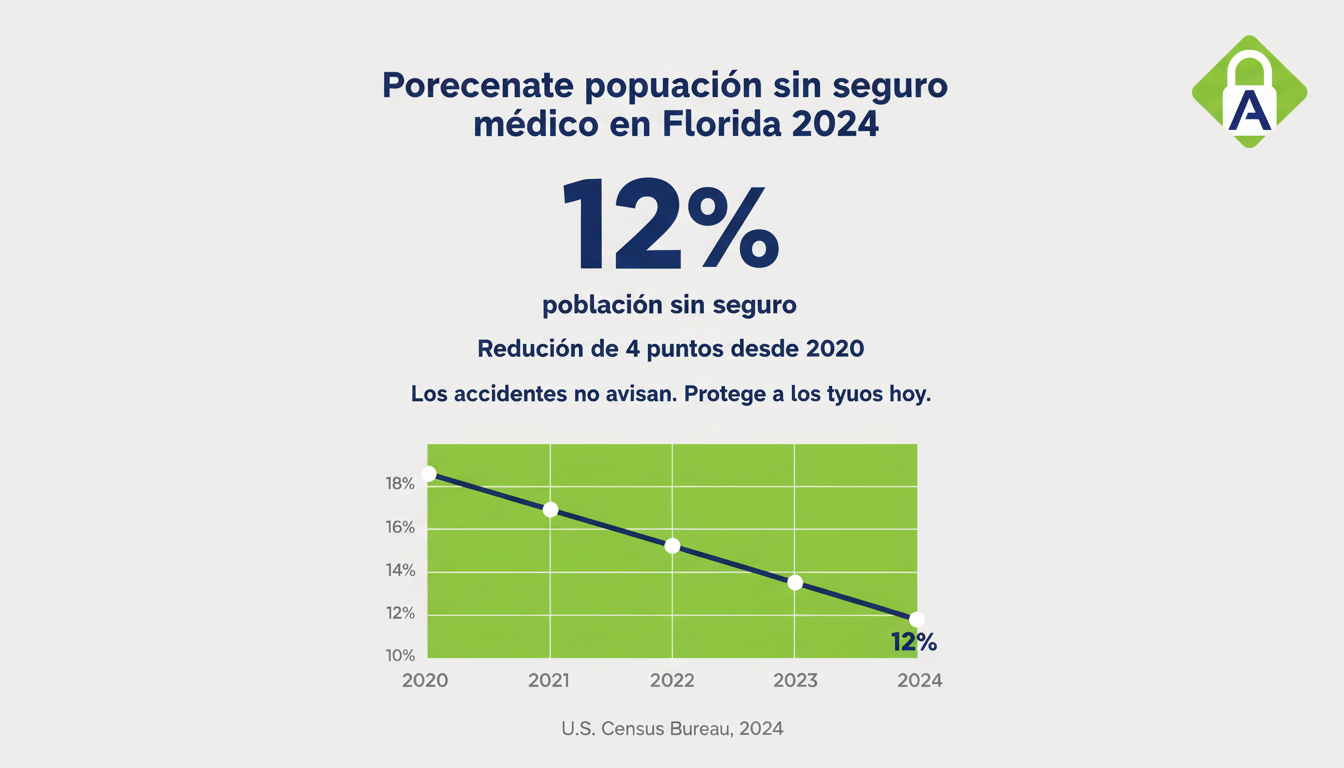 Porecenate popuación sin seguro
médico en Florida 2024
A
12%
población sin seguro
Redución de 4 puntos desde 2020
Los accidentes no avisan. Protege a los tyuos hoy.
18%
16%
14%
12%
10%
12%
2020 2021 2022 2023 2024
U.S. Census Bureau, 2024